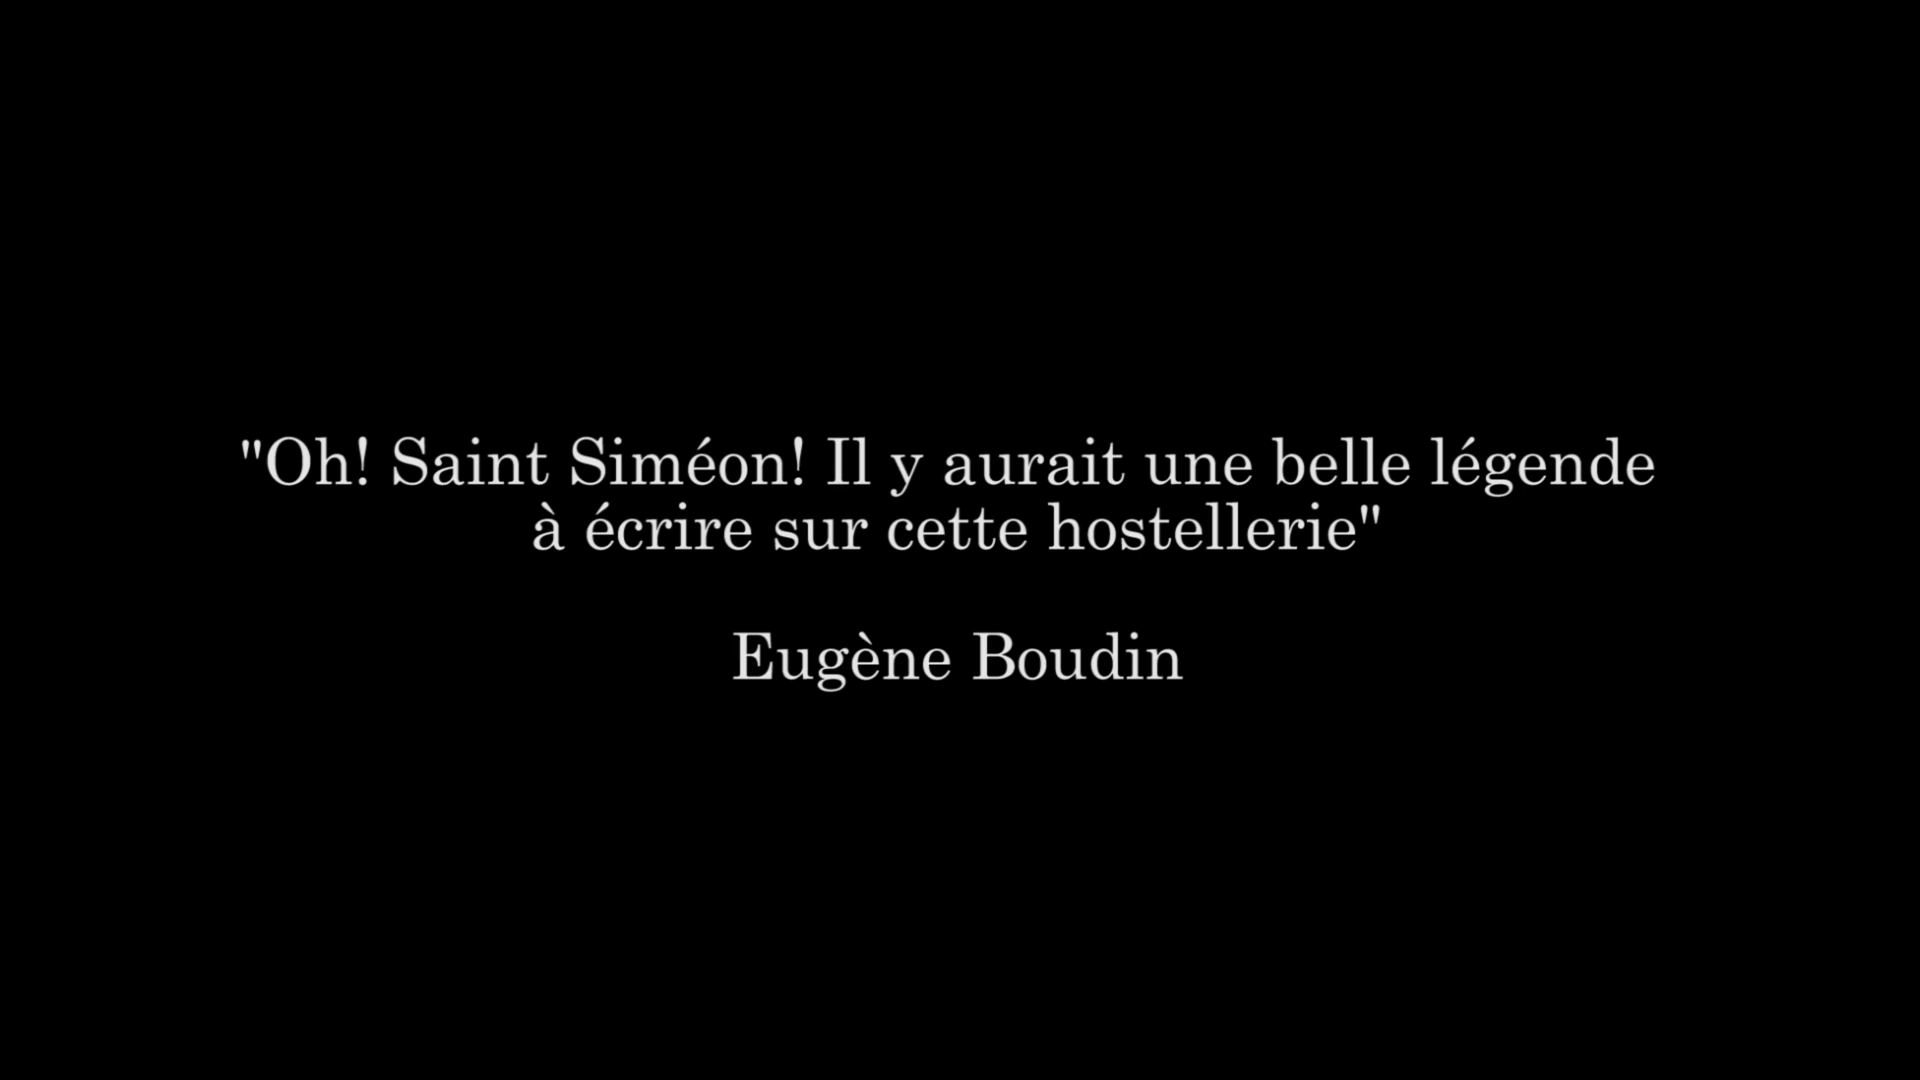 "Oh! Saint Siméon! Il y aurait une belle légende
à écrire sur cette hostellerie"
Eugène Boudin